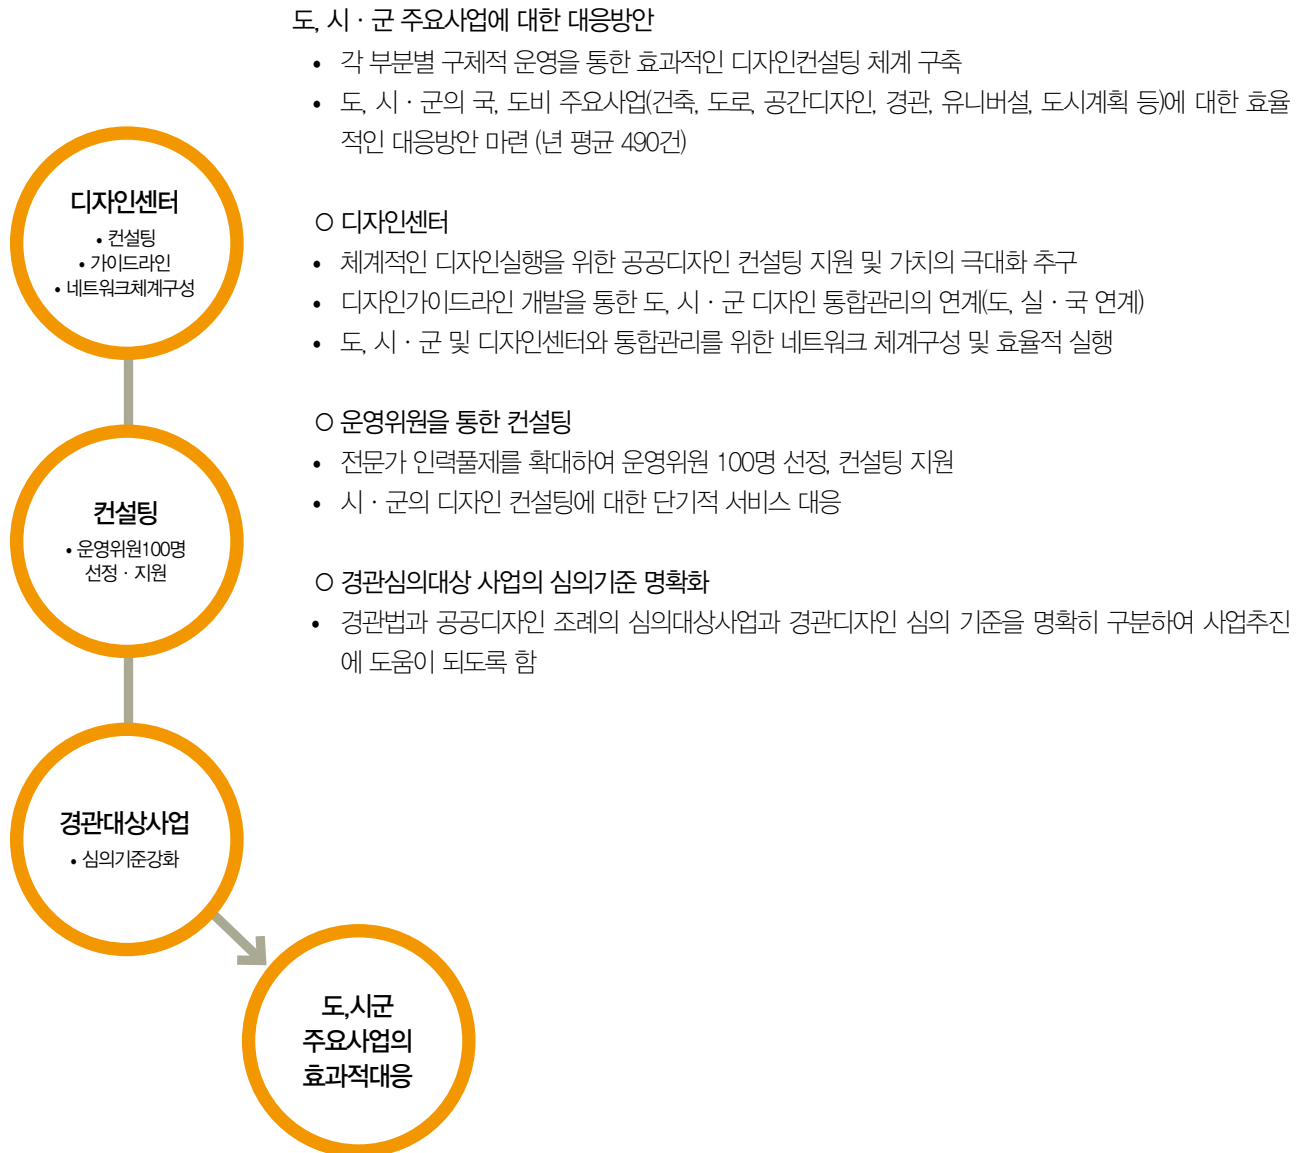 도, 시 · 군 주요사업에 대한 대응방안
• 각 부분별 구체적 운영을 통한 효과적인 디자인컨설팅 체계 구축
• 도, 시 · 군의 국, 도비 주요사업(건축, 도로, 공간디자인, 경관, 유니버설, 도시계획 등)에 대한 효율
적인 대응방안 마련 (년 평균 490건)
○ 디자인센터
• 체계적인 디자인실행을 위한 공공디자인 컨설팅 지원 및 가치의 극대화 추구
• 디자인가이드라인 개발을 통한 도, 시 · 군 디자인 통합관리의 연계(도, 실 · 국 연계)
• 도, 시 · 군 및 디자인센터와 통합관리를 위한 네트워크 체계구성 및 효율적 실행
○ 운영위원을 통한 컨설팅
• 전문가 인력풀제를 확대하여 운영위원 100명 선정, 컨설팅 지원
• 시 · 군의 디자인 컨설팅에 대한 단기적 서비스 대응
○ 경관심의대상 사업의 심의기준 명확화
• 경관법과 공공디자인 조례의 심의대상사업과 경관디자인 심의 기준을 명확히 구분하여 사업추진
에 도움이 되도록 함
디자인센터
• 컨설팅
• 가이드라인
• 네트워크체계구성
컨설팅
• 운영위원100명
선정 · 지원
경관대상사업
• 심의기준강화
도,시군
주요사업의
효과적대응